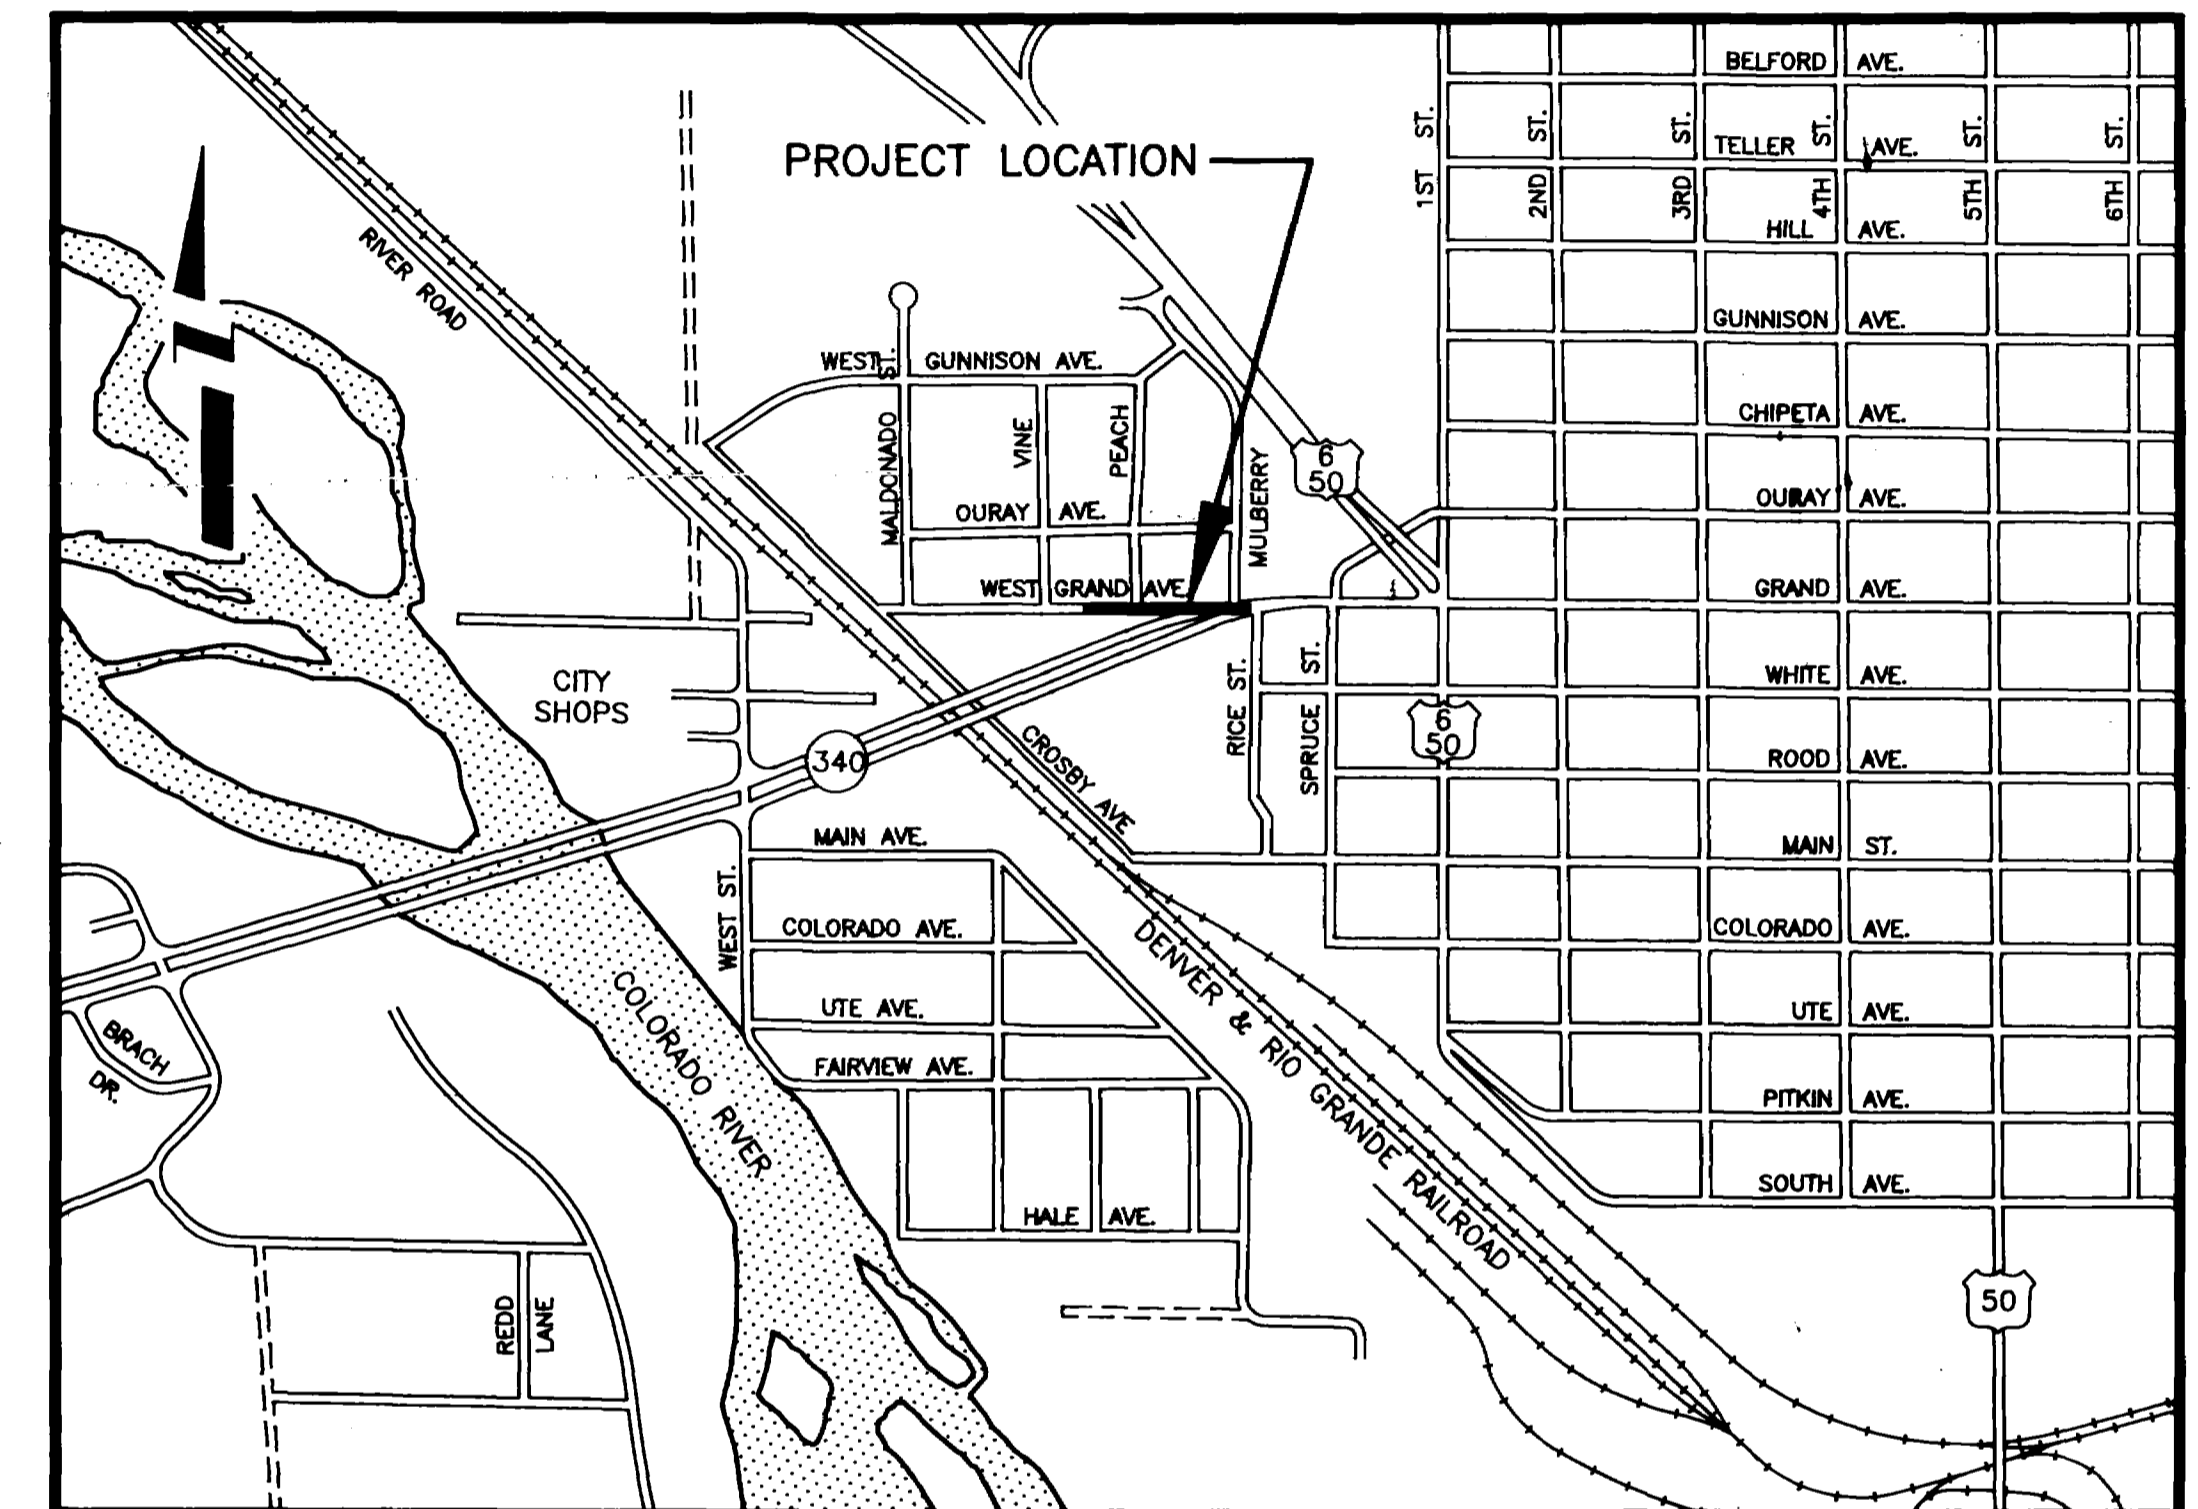 BELFORD AVE.
TELLER AVE.
HILL AVE.
GUNNISON AVE.
CHIPETA AVE.
OURAY AVE.
GRAND AVE.
WHITE AVE.
ROOD AVE.
MAIN ST.
COLORADO AVE.
UTE AVE.
PITKIN AVE.
SOUTH AVE.
1ST ST.
2ND ST.
3RD ST.
4TH ST.
5TH ST.
6TH ST.
PROJECT LOCATION
RIVER ROAD
WEST GUNNISON AVE.
MALDONADO ST.
VINE
PEACH
MULBERRY
OURAY AVE.
WEST GRAND AVE.
6
50
CITY
SHOPS
340
CROSBY AVE
RICE ST.
SPRUCE ST.
6
50
MAIN AVE.
WEST ST.
COLORADO AVE.
UTE AVE.
FAIRVIEW AVE.
HALE AVE.
DENVER & RIO GRANDE RAILROAD
COLORADO RIVER
BRACH
DR.
REDD
LANE
50